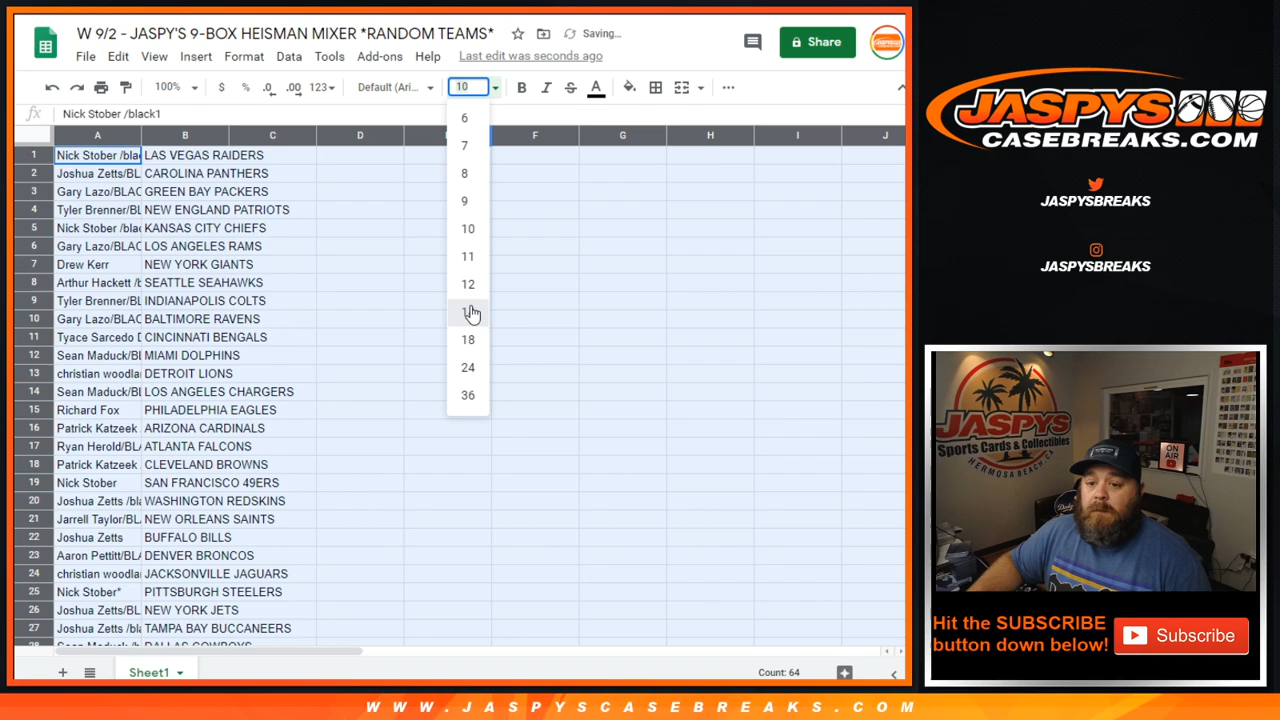 W 9/2 - JASPY'S 9-BOX HEISMAN MIXER *RANDOM TEAMS*
Saving...
Share
File Edit View Insert Format Data Tools Add-ons Help Last edit was seconds ago
100% $ % .0 .00 123 Default (Ari... 10 B I S A
fx Nick Stober /black1
A B C D F G H I J
1 Nick Stober /bla LAS VEGAS RAIDERS
2 Joshua Zetts/BL CAROLINA PANTHERS
3 Gary Lazo/BLAC GREEN BAY PACKERS
4 Tyler Brenner/BL NEW ENGLAND PATRIOTS
5 Nick Stober /blac KANSAS CITY CHIEFS
6 Gary Lazo/BLAC LOS ANGELES RAMS
7 Drew Kerr NEW YORK GIANTS
8 Arthur Hackett /b SEATTLE SEAHAWKS
9 Tyler Brenner/BL INDIANAPOLIS COLTS
10 Gary Lazo/BLAC BALTIMORE RAVENS
11 Tyace Sarcedo D CINCINNATI BENGALS
12 Sean Maduck/Bl MIAMI DOLPHINS
13 christian woodla DETROIT LIONS
14 Sean Maduck/Bl LOS ANGELES CHARGERS
15 Richard Fox PHILADELPHIA EAGLES
16 Patrick Katzeek ARIZONA CARDINALS
17 Ryan Herold/BLA ATLANTA FALCONS
18 Patrick Katzeek CLEVELAND BROWNS
19 Nick Stober SAN FRANCISCO 49ERS
20 Joshua Zetts /bla WASHINGTON REDSKINS
21 Jarrell Taylor/BL NEW ORLEANS SAINTS
22 Joshua Zetts BUFFALO BILLS
23 Aaron Pettitt/BLA DENVER BRONCOS
24 christian woodla JACKSONVILLE JAGUARS
25 Nick Stober* PITTSBURGH STEELERS
26 Joshua Zetts/BL NEW YORK JETS
27 Joshua Zetts /bla TAMPA BAY BUCCANEERS
28 Sean Maduck /b DALLAS COWBOYS
6
7
8
9
10
11
12
18
24
36
Sheet1
Count: 64
JASPYS
CASEBREAKS.COM
JASPYSBREAKS
JASPYSBREAKS
JASPYS
Sports Cards & Collectibles
HERMOSA BEACH, CA
ON AIR
Hit the SUBSCRIBE
button down below!
Subscribe
WWW.JASPYSCASEBREAKS.COM